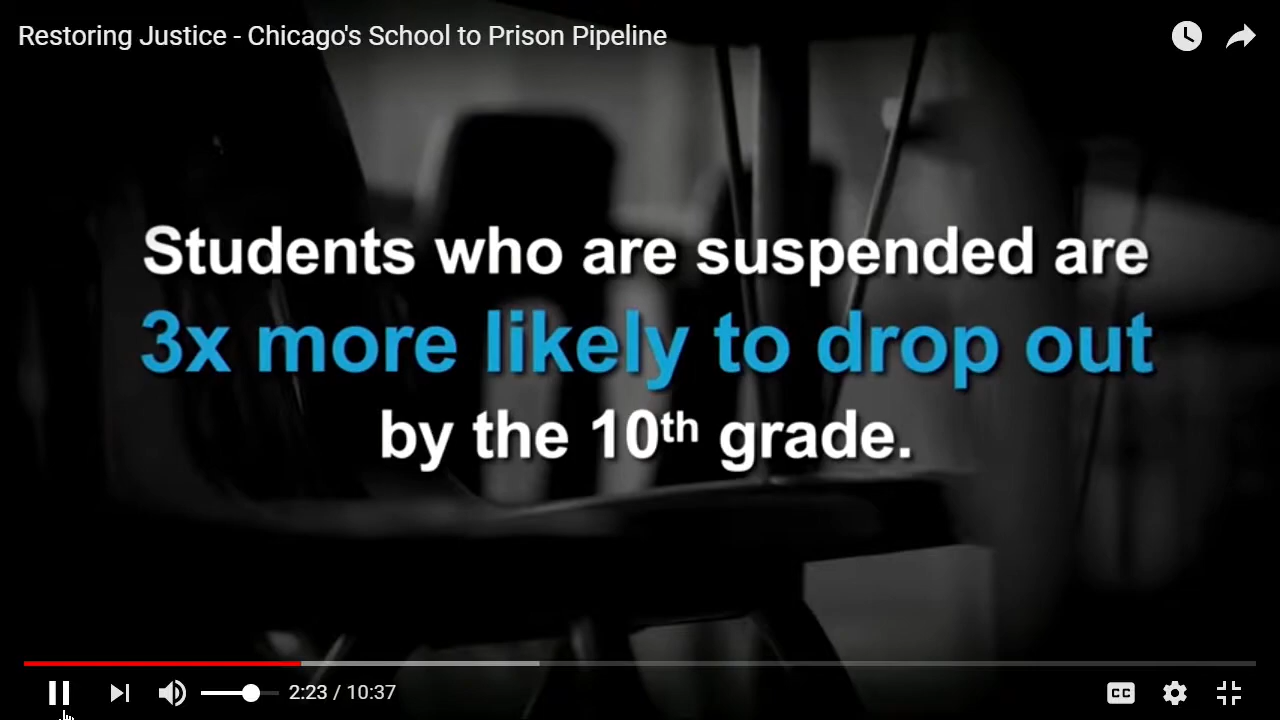 Restoring Justice - Chicago's School to Prison Pipeline
Students who are suspended are
3x more likely to drop out
by the 10th grade.
2:23 / 10:37
CC